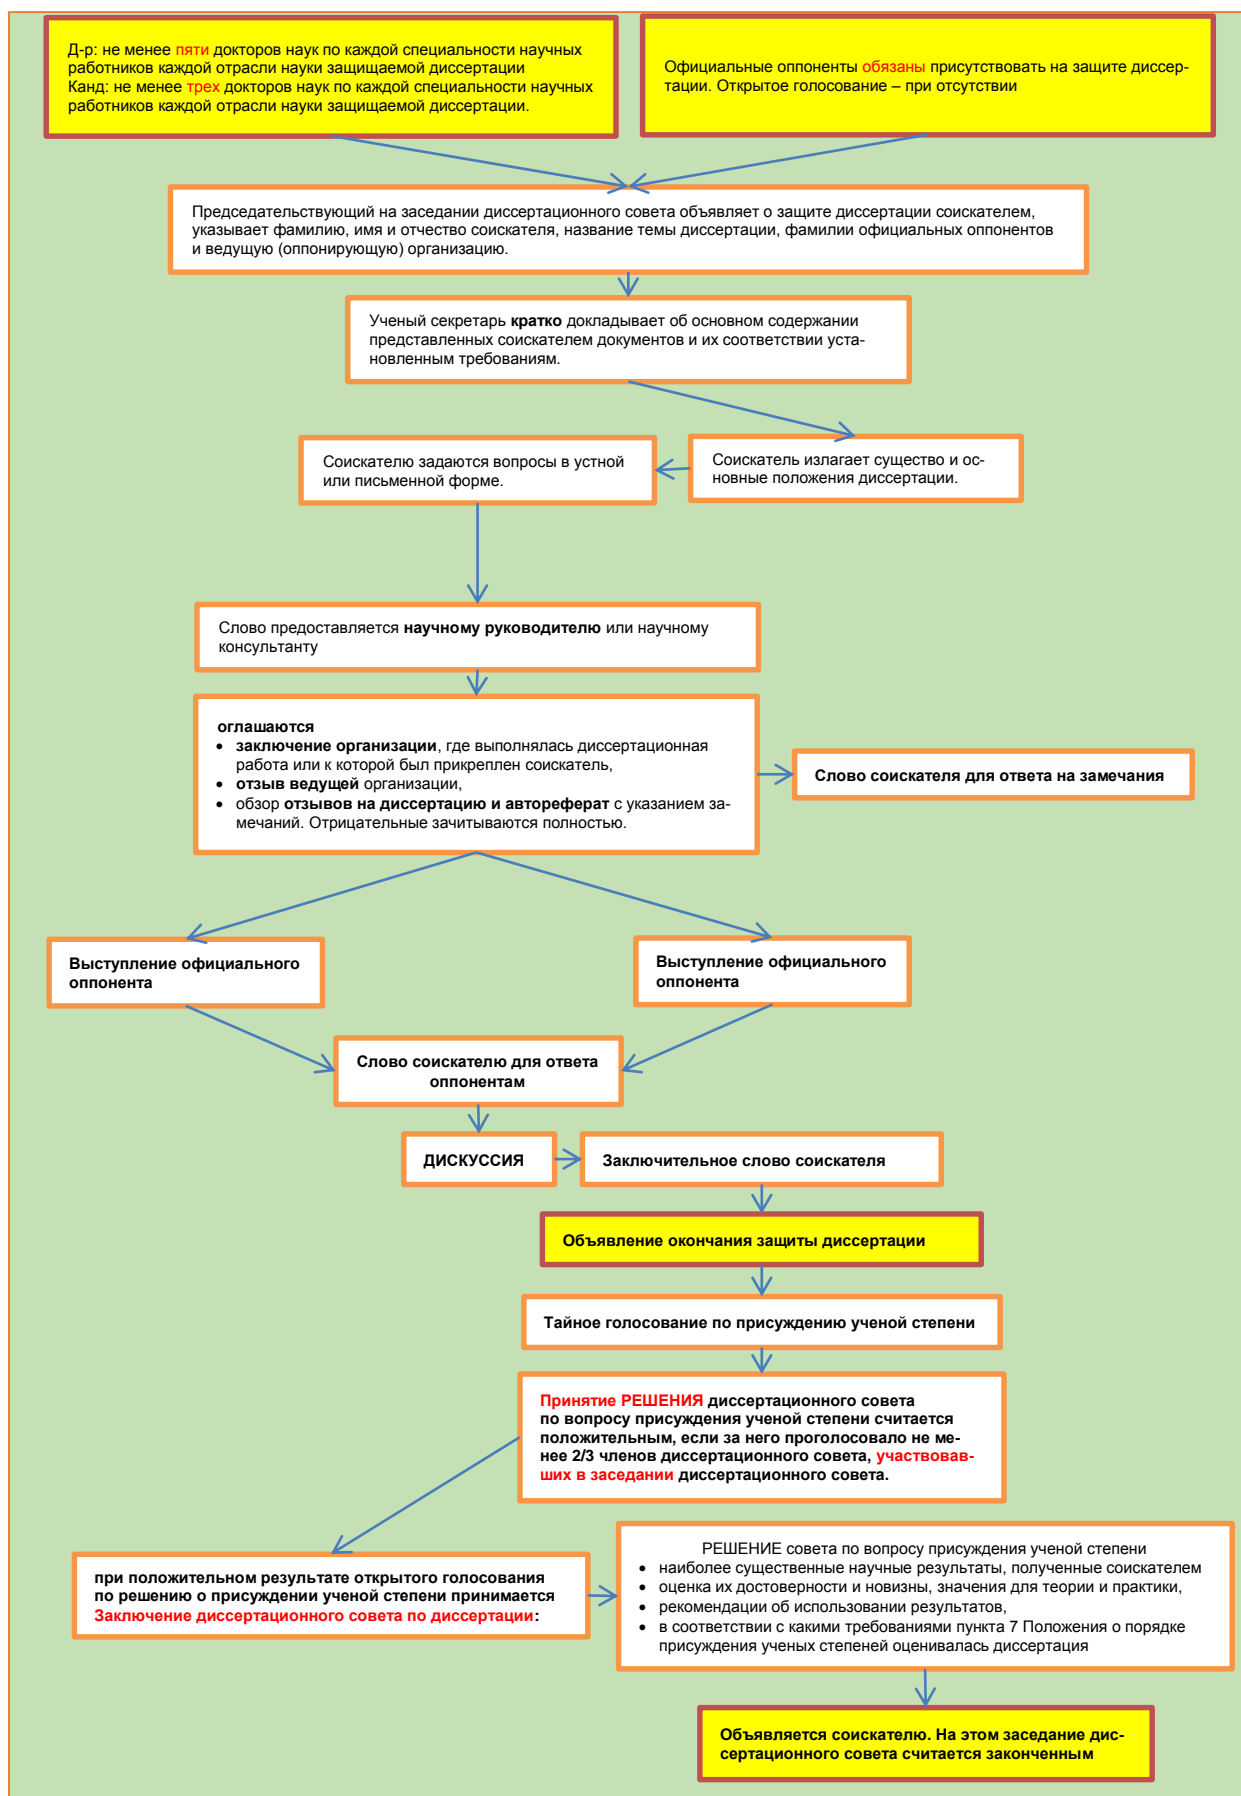 Д-р: не менее пяти докторов наук по каждой специальности научных
работников каждой отрасли науки защищаемой диссертации
Канд: не менее трех докторов наук по каждой специальности научных
работников каждой отрасли науки защищаемой диссертации.
Официальные оппоненты обязаны присутствовать на защите диссер-
тации. Открытое голосование – при отсутствии
Председательствующий на заседании диссертационного совета объявляет о защите диссертации соискателем,
указывает фамилию, имя и отчество соискателя, название темы диссертации, фамилии официальных оппонентов
и ведущую (оппонирующую) организацию.
Ученый секретарь кратко докладывает об основном содержании
представленных соискателем документов и их соответствии уста-
новленным требованиям.
Соискатель излагает существо и ос-
новные положения диссертации.
Соискателю задаются вопросы в устной
или письменной форме.
Слово предоставляется научному руководителю или научному
консультанту
оглашаются
• заключение организации, где выполнялась диссертационная
работа или к которой был прикреплен соискатель,
• отзыв ведущей организации,
• обзор отзывов на диссертацию и автореферат с указанием за-
мечаний. Отрицательные зачитываются полностью.
Слово соискателя для ответа на замечания
Выступление официального
оппонента
Выступление официального
оппонента
Слово соискателю для ответа
оппонентам
ДИСКУССИЯ
Заключительное слово соискателя
Объявление окончания защиты диссертации
Тайное голосование по присуждению ученой степени
Принятие РЕШЕНИЯ диссертационного совета
по вопросу присуждения ученой степени считается
положительным, если за него проголосовало не ме-
нее 2/3 членов диссертационного совета, участвовав-
ших в заседании диссертационного совета.
при положительном результате открытого голосования
по решению о присуждении ученой степени принимается
Заключение диссертационного совета по диссертации:
РЕШЕНИЕ совета по вопросу присуждения ученой степени
• наиболее существенные научные результаты, полученные соискателем
• оценка их достоверности и новизны, значения для теории и практики,
• рекомендации об использовании результатов,
• в соответствии с какими требованиями пункта 7 Положения о порядке
присуждения ученых степеней оценивалась диссертация
Объявляется соискателю. На этом заседание дис-
сертационного совета считается законченным